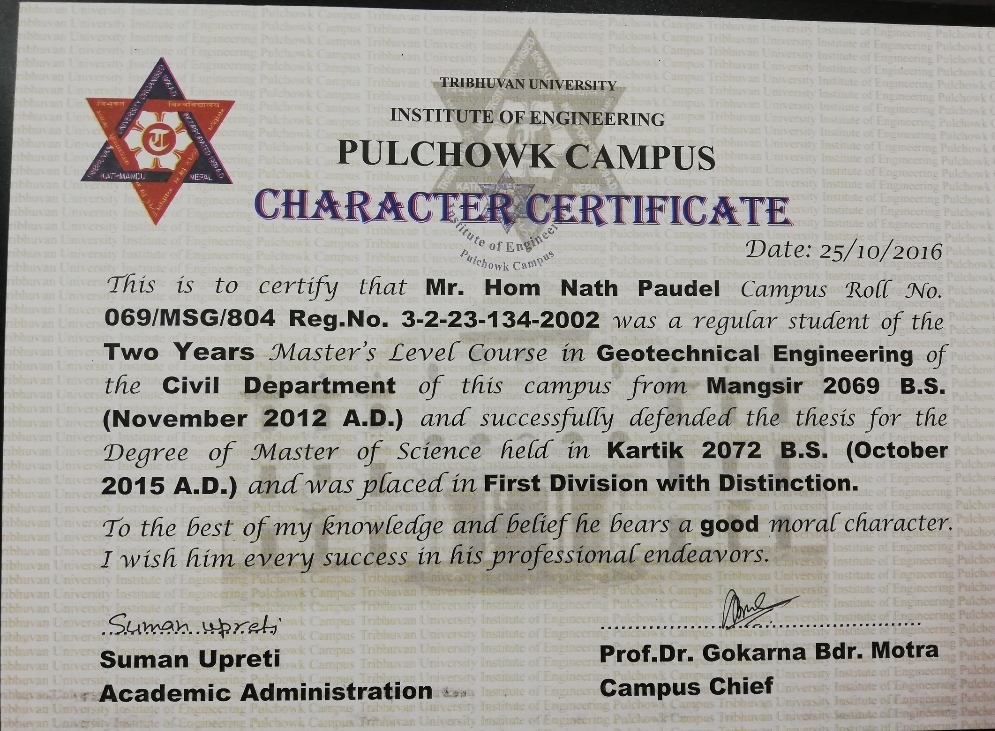 TRIBHUVAN UNIVERSITY
INSTITUTE OF ENGINEERING
PULCHOWK CAMPUS
CHARACTER CERTIFICATE
त्रिभुवन विश्वविद्यालय
KATHMANDU NEPAL
Institute of Engineering
Pulchowk Campus
Date: 25/10/2016
This is to certify that Mr. Hom Nath Paudel Campus Roll No.
069/MSG/804 Reg.No. 3-2-23-134-2002 was a regular student of the
Two Years Master's Level Course in Geotechnical Engineering of
the Civil Department of this campus from Mangsir 2069 B.S.
(November 2012 A.D.) and successfully defended the thesis for the
Degree of Master of Science held in Kartik 2072 B.S. (October
2015 A.D.) and was placed in First Division with Distinction.
To the best of my knowledge and belief he bears a good moral character.
I wish him every success in his professional endeavors.
Suman Upreti
Suman Upreti
Academic Administration
Prof.Dr. Gokarna Bdr. Motra
Campus Chief